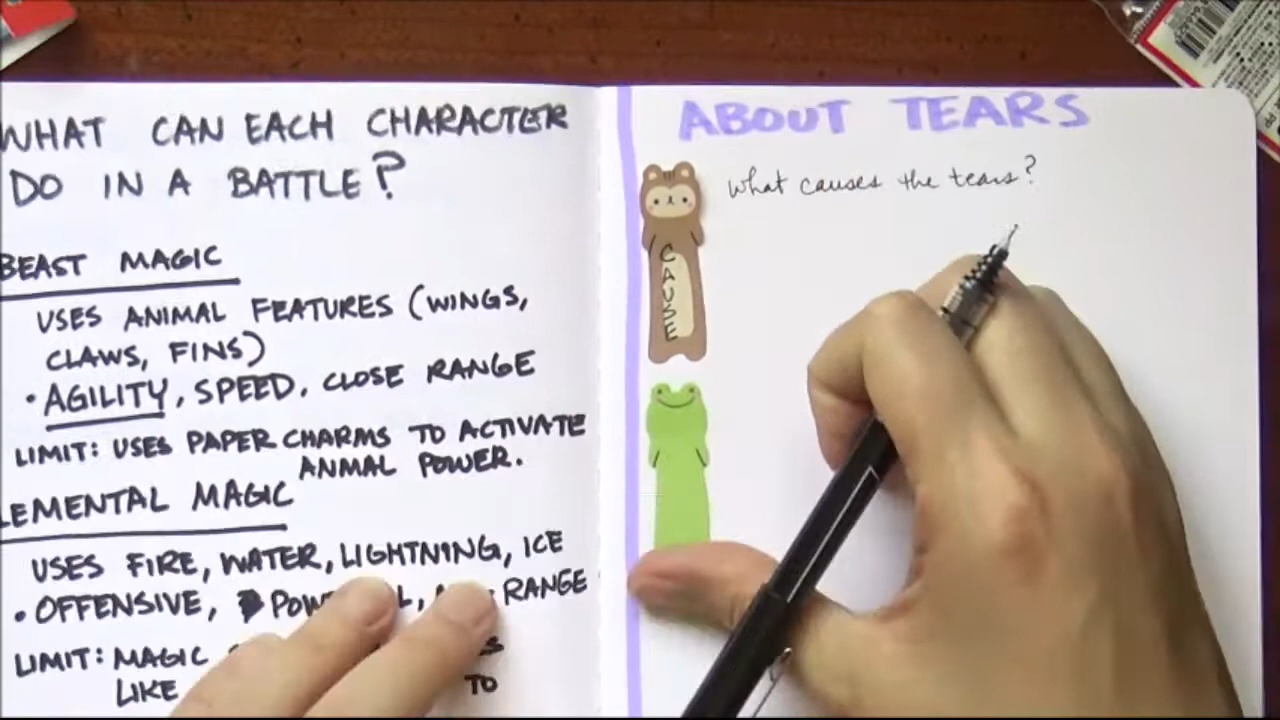 WHAT CAN EACH CHARACTER
DO IN A BATTLE?
BEAST MAGIC
USES ANIMAL FEATURES (WINGS,
CLAWS, FINS)
• AGILITY, SPEED, CLOSE RANGE
LIMIT: USES PAPER CHARMS TO ACTIVATE
ANMAL POWER.
LEMENTAL MAGIC
USES FIRE, WATER, LIGHTNING, ICE
• OFFENSIVE, RANGE
LIMIT: MAGIC
LIKE TO
ABOUT TEARS
What causes the tears?
CAUSE